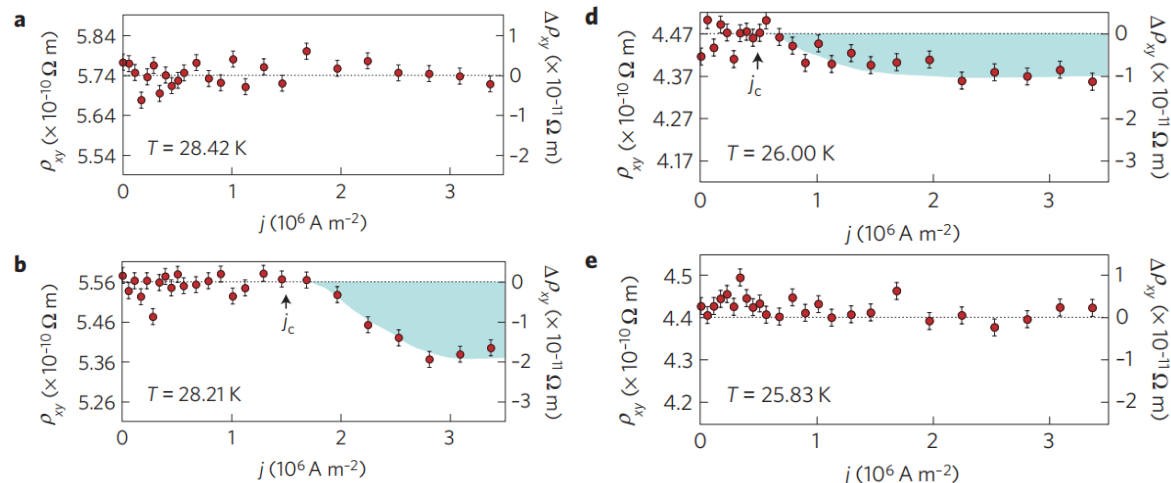 a
5.84
5.74
5.64
5.54
ρxy (× 10⁻¹⁰ Ω m)
1
0
−1
−2
Δρxy (× 10⁻¹¹ Ω m)
T = 28.42 K
0 1 2 3
j (10⁶ A m⁻²)
b
5.56
5.46
5.36
5.26
ρxy (× 10⁻¹⁰ Ω m)
0
−1
−2
−3
Δρxy (× 10⁻¹¹ Ω m)
jc
T = 28.21 K
0 1 2 3
j (10⁶ A m⁻²)
d
4.47
4.37
4.27
4.17
ρxy (× 10⁻¹⁰ Ω m)
0
−1
−2
−3
Δρxy (× 10⁻¹¹ Ω m)
jc
T = 26.00 K
0 1 2 3
j (10⁶ A m⁻²)
e
4.5
4.4
4.3
4.2
ρxy (× 10⁻¹⁰ Ω m)
1
0
−1
−2
Δρxy (× 10⁻¹¹ Ω m)
T = 25.83 K
0 1 2 3
j (10⁶ A m⁻²)